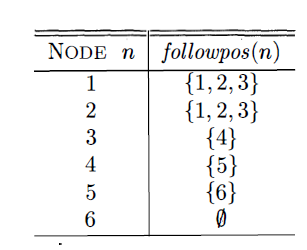 NODE n followpos(n)
1 {1, 2, 3}
2 {1, 2, 3}
3 {4}
4 {5}
5 {6}
6 ∅